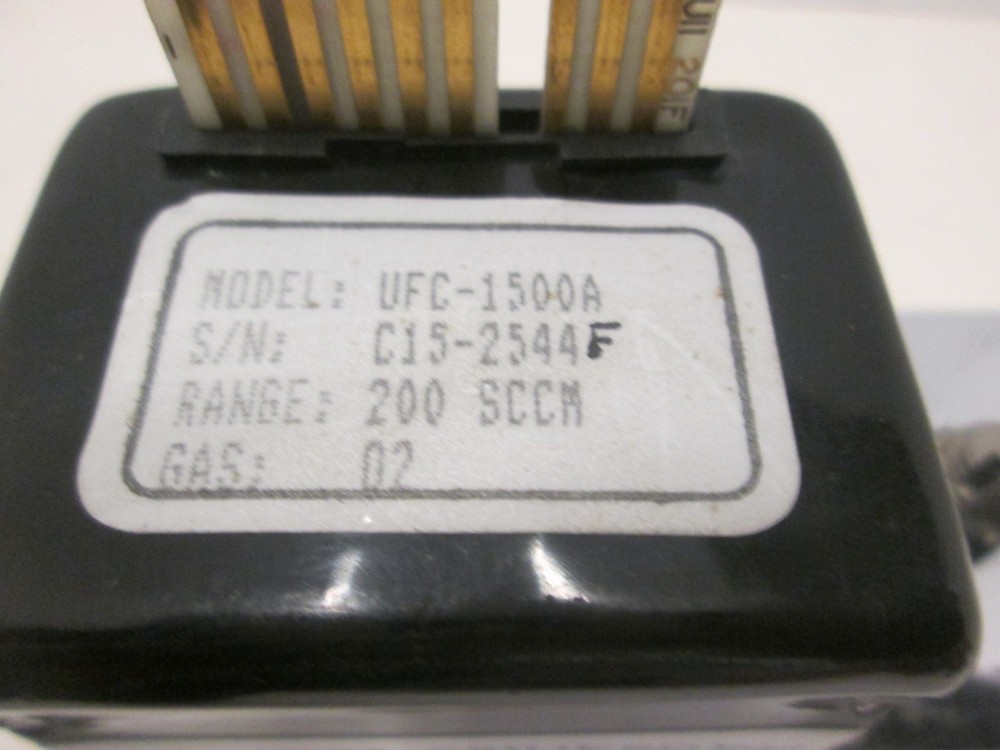 MODEL: UFC-1500A
S/N: C15-2544F
RANGE: 200 SCCM
GAS: O2